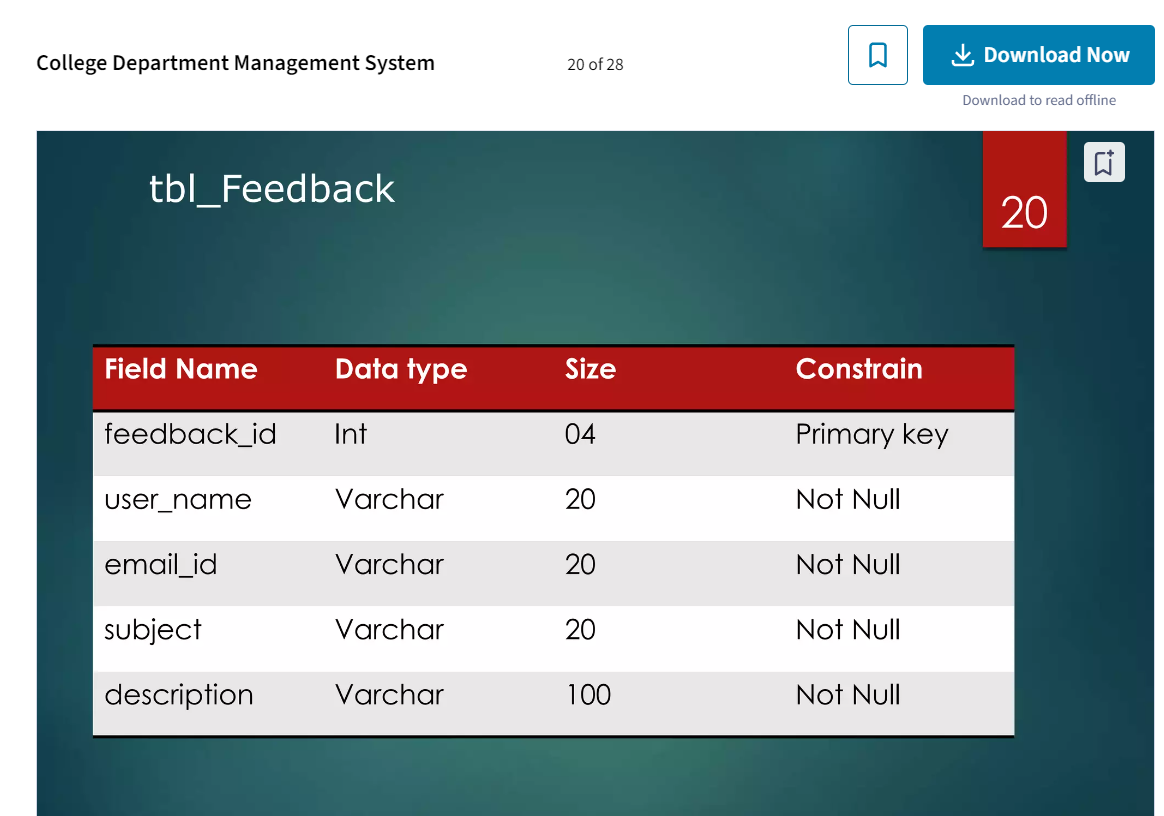 College Department Management System
20 of 28
Download Now
Download to read offline
tbl_Feedback
20
Field Name Data type Size Constrain
feedback_id Int 04 Primary key
user_name Varchar 20 Not Null
email_id Varchar 20 Not Null
subject Varchar 20 Not Null
description Varchar 100 Not Null